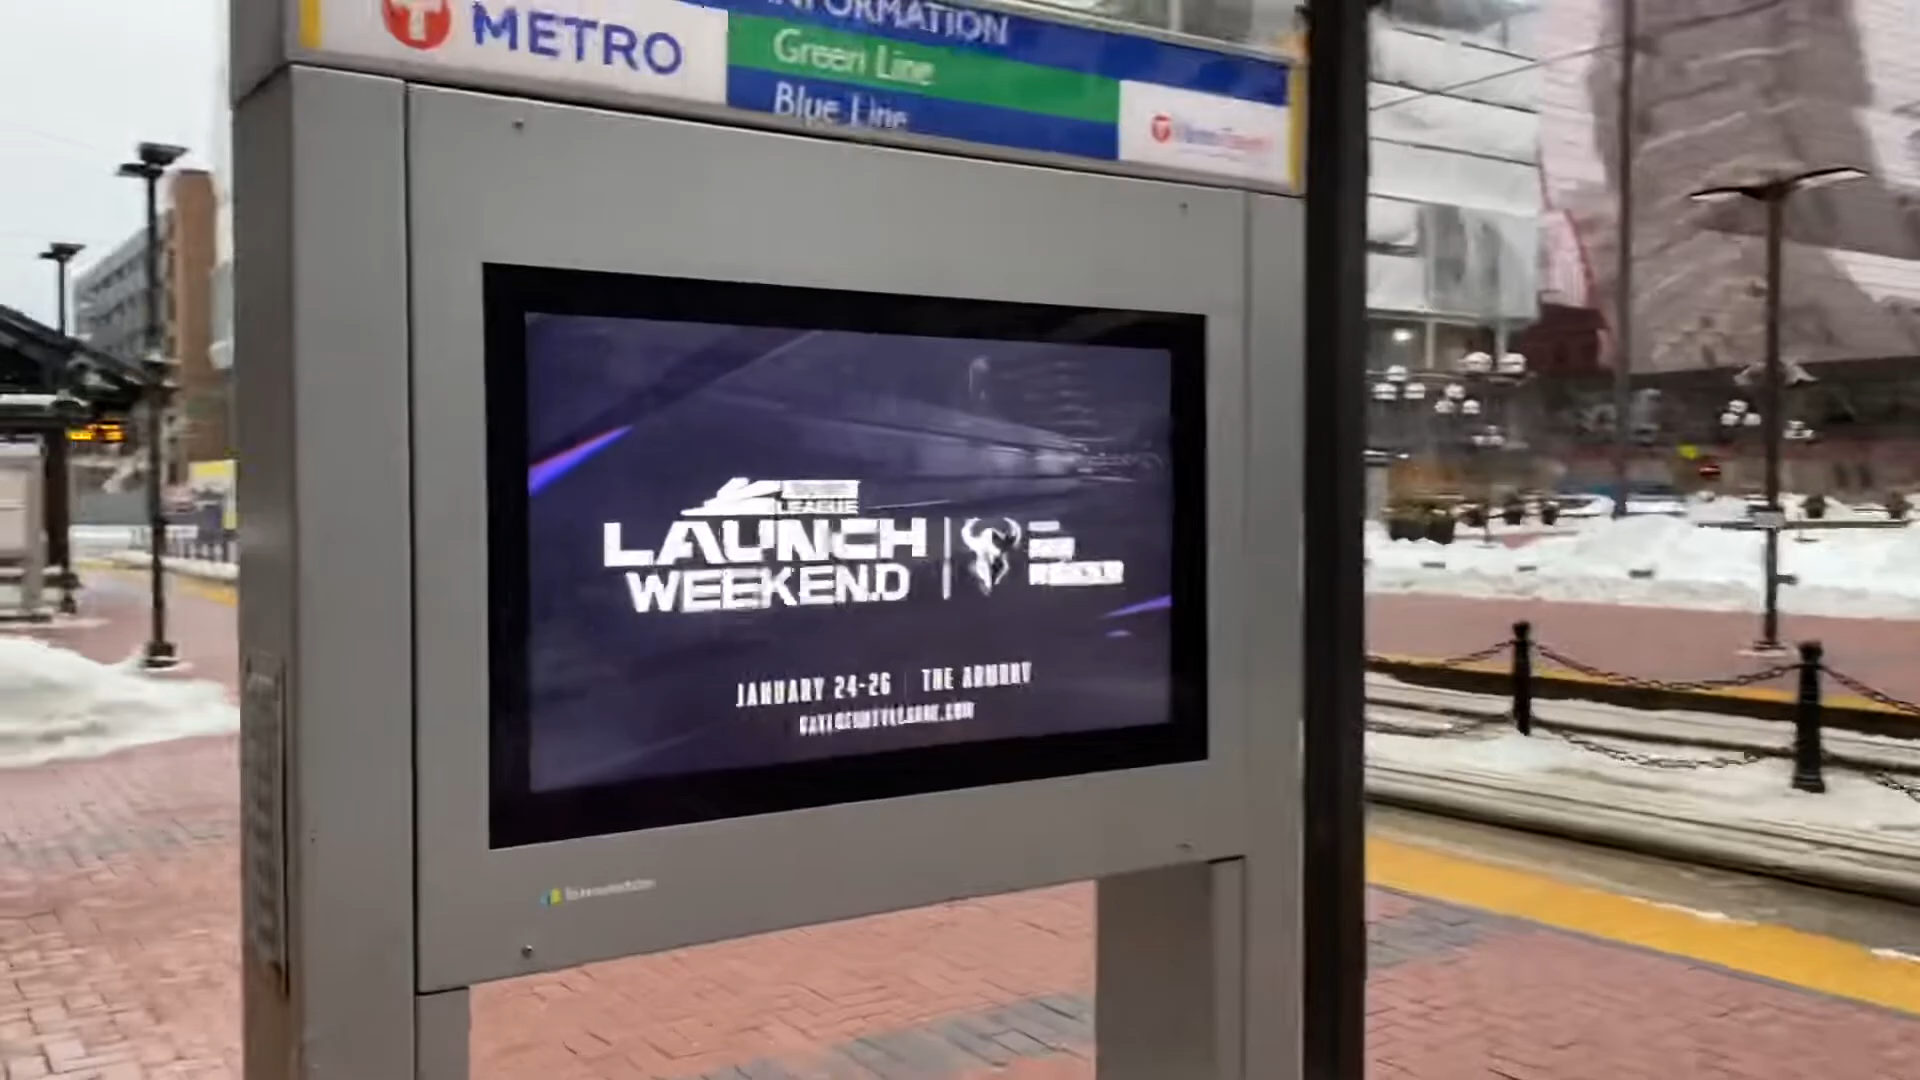 METRO
INFORMATION
Green Line
Blue Line
LEAGUE
LAUNCH
WEEKEND
JANUARY 24-26 | THE ARMORY